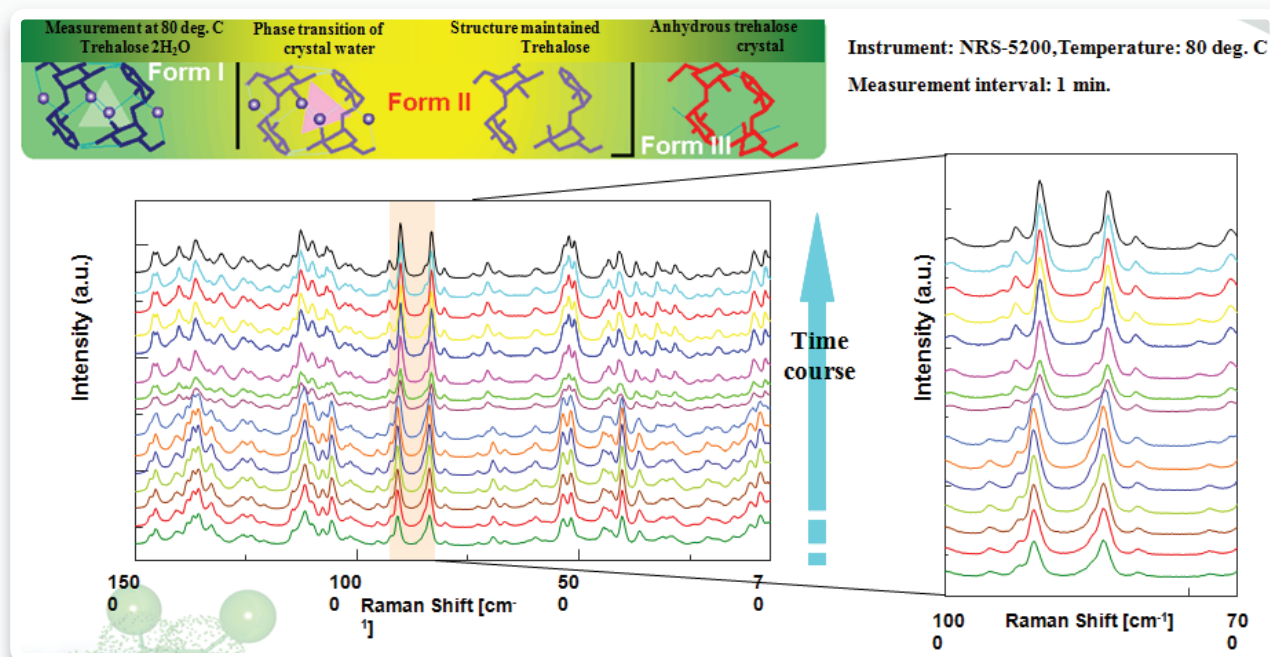 Measurement at 80 deg. C
Trehalose 2H₂O
Phase transition of
crystal water
Structure maintained
Trehalose
Anhydrous trehalose
crystal
Form I
Form II
Form III
Instrument: NRS-5200,Temperature: 80 deg. C
Measurement interval: 1 min.
Intensity (a.u.)
150
0
100
0
50
0
7
0
Raman Shift [cm-
1]
Time
course
Intensity (a.u.)
100
0
Raman Shift [cm-1]
70
0